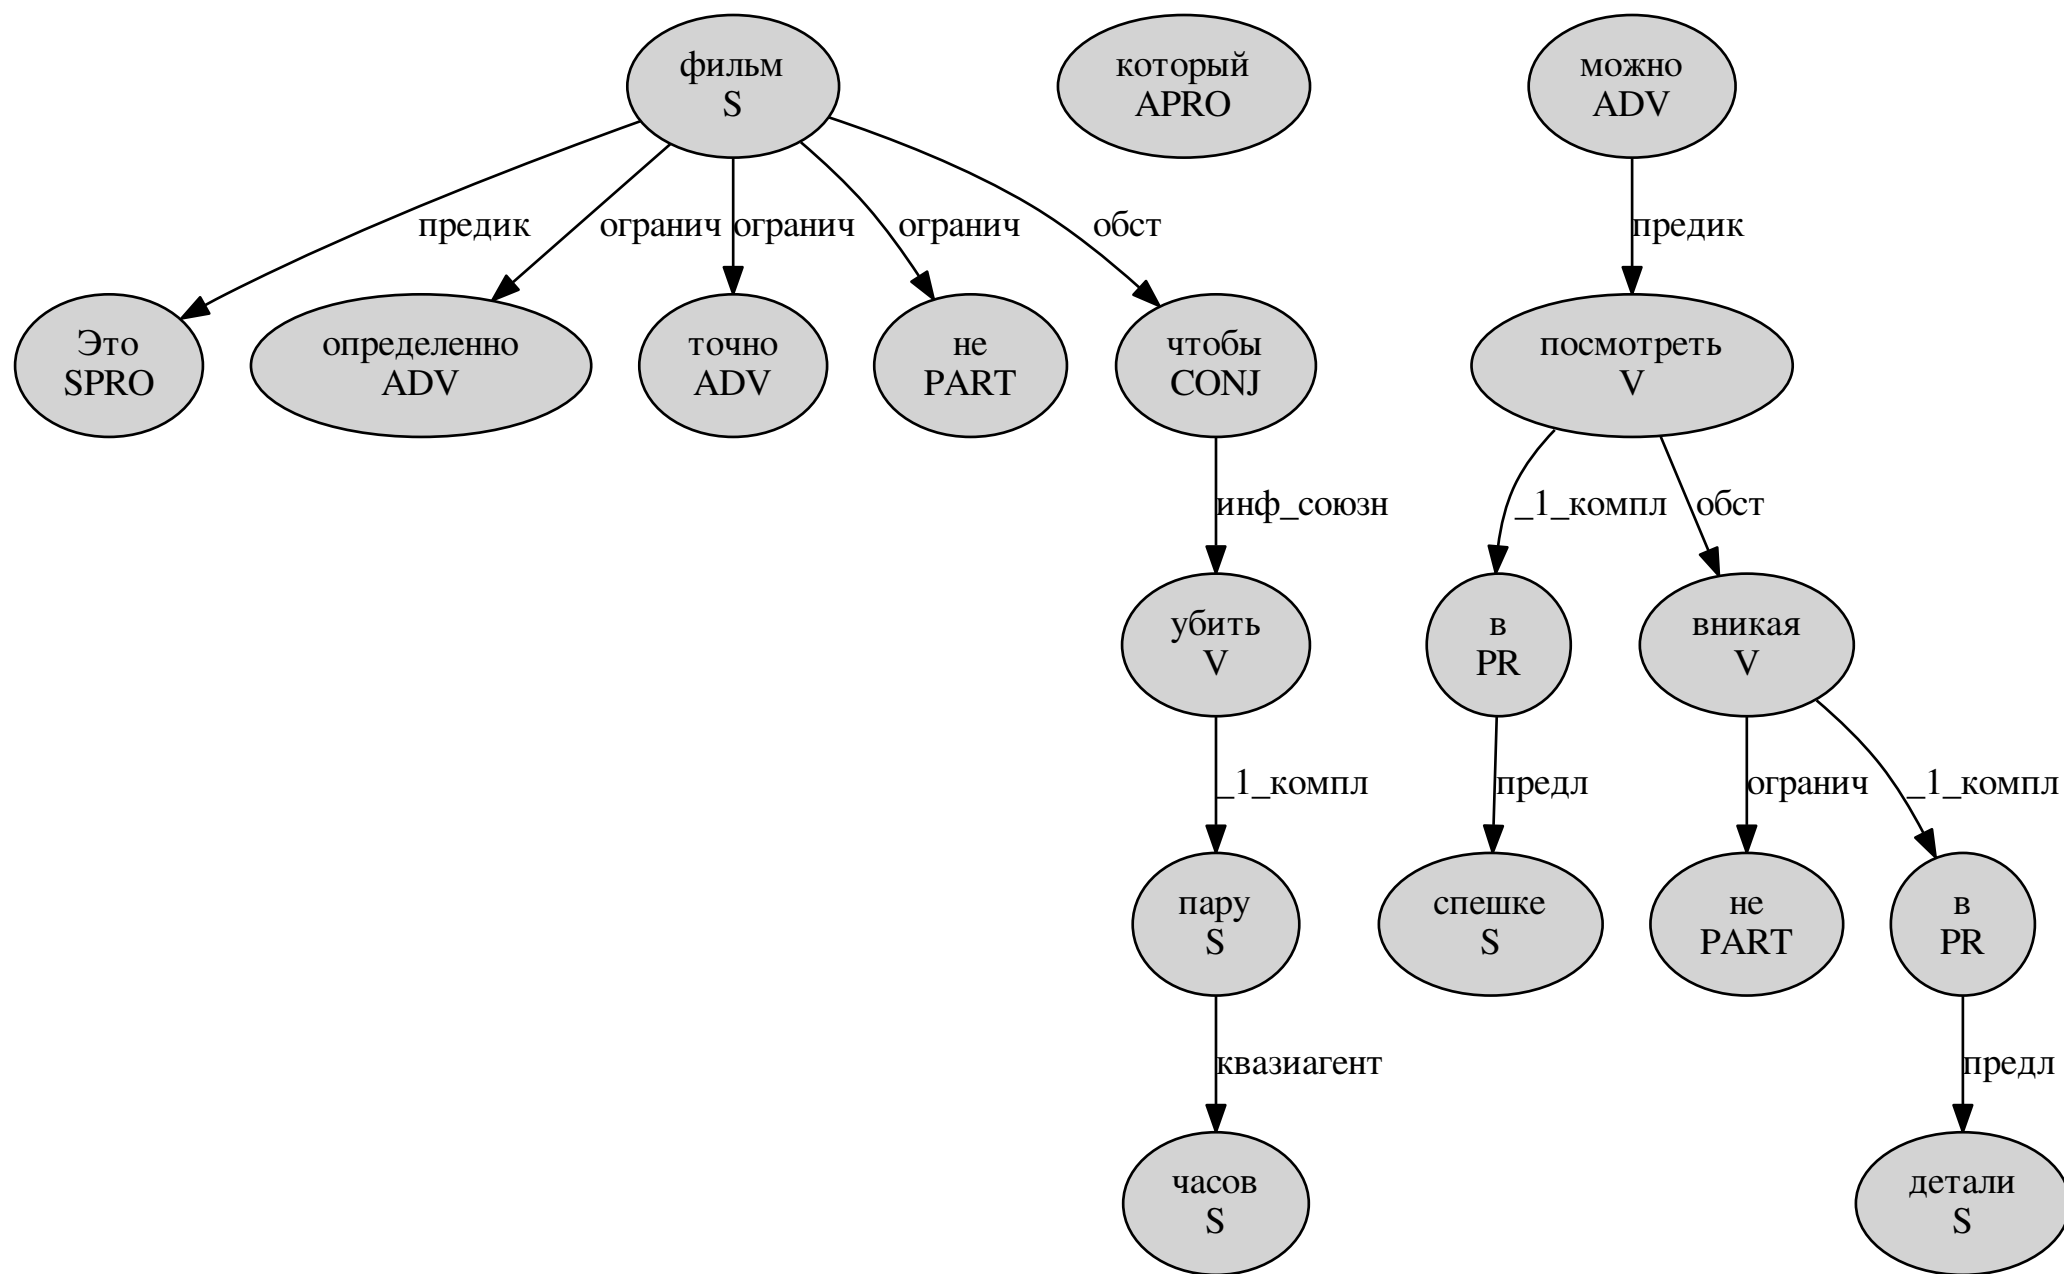 фильм
S
который
APRO
можно
ADV
предик
огранич
огранич
огранич
обст
предик
Это
SPRO
определенно
ADV
точно
ADV
не
PART
чтобы
CONJ
посмотреть
V
инф_союзн
_1_компл
обст
убить
V
в
PR
вникая
V
_1_компл
предл
огранич
_1_компл
пару
S
спешке
S
не
PART
в
PR
квазиагент
предл
часов
S
детали
S